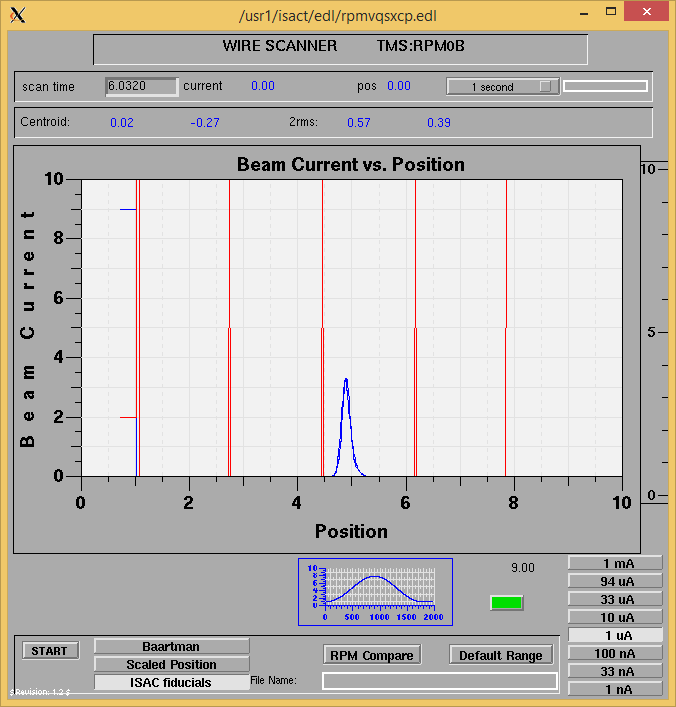 /usr1/isact/edl/rpmvqsxcp.edl
WIRE SCANNER TMS:RPM0B
scan time 6.0320 current 0.00 pos 0.00 1 second
Centroid: 0.02 -0.27 2rms: 0.57 0.39
Beam Current vs. Position
Beam Current
10
8
6
4
2
0
0 2 4 6 8 10
Position
10
5
0
10
8
6
4
2
0
0 500 1000 1500 2000
9.00
1 mA
94 uA
33 uA
10 uA
1 uA
100 nA
33 nA
1 nA
START
Baartman
Scaled Position
ISAC fiducials
RPM Compare
Default Range
File Name:
$Revision: 1.2 $